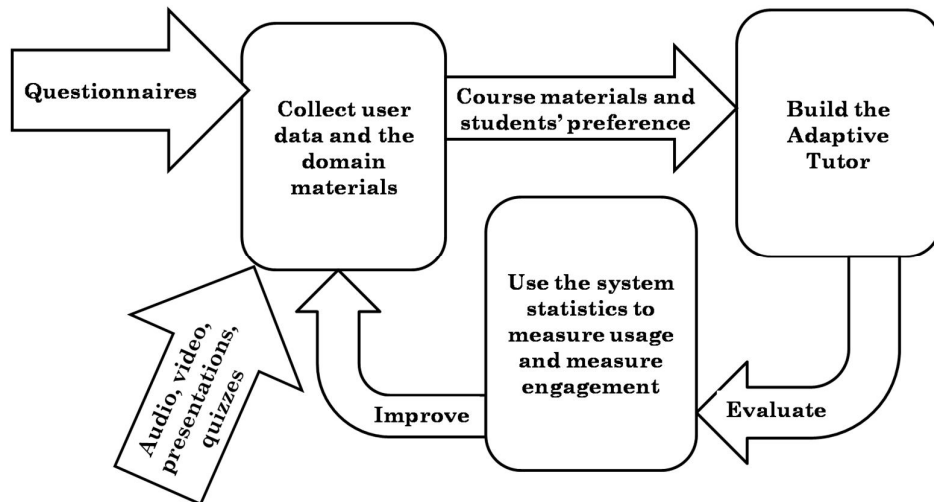 Questionnaires
Collect user
data and the
domain
materials
Course materials and
students’ preference
Build the
Adaptive
Tutor
Audio, video,
presentations,
quizzes
Improve
Use the system
statistics to
measure usage
and measure
engagement
Evaluate